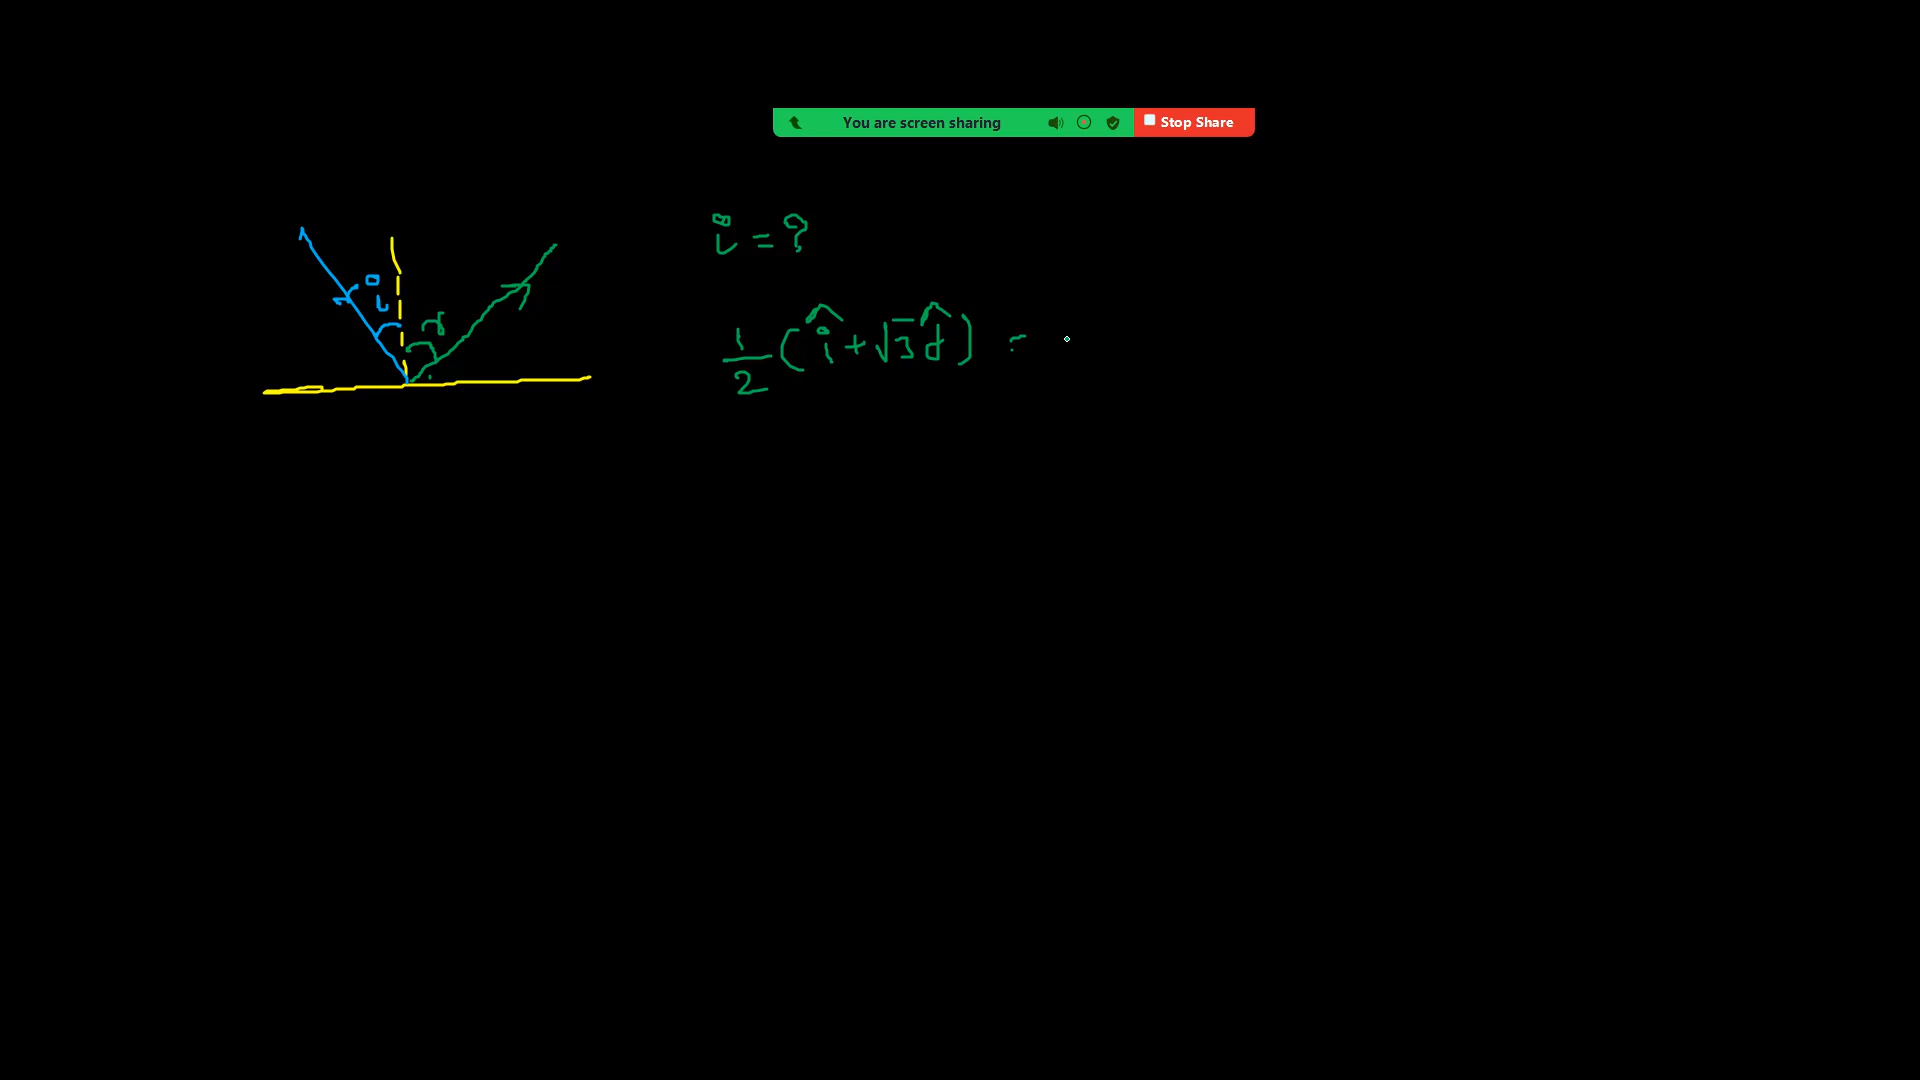 You are screen sharing Stop Share
i = ?
i r
1/2 (î + √3 ĵ) =